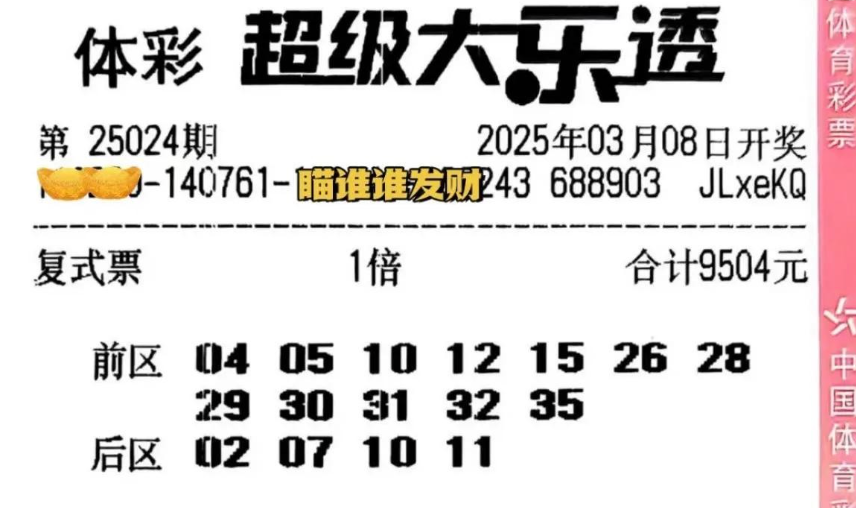 体彩 超级大乐透
第 25024期 2025年03月08日开奖
-140761- 瞄谁谁发财 243 688903 JLxeKQ
复式票 1倍 合计9504元
前区 04 05 10 12 15 26 28
29 30 31 32 35
后区 02 07 10 11
体育彩票
中国体育彩